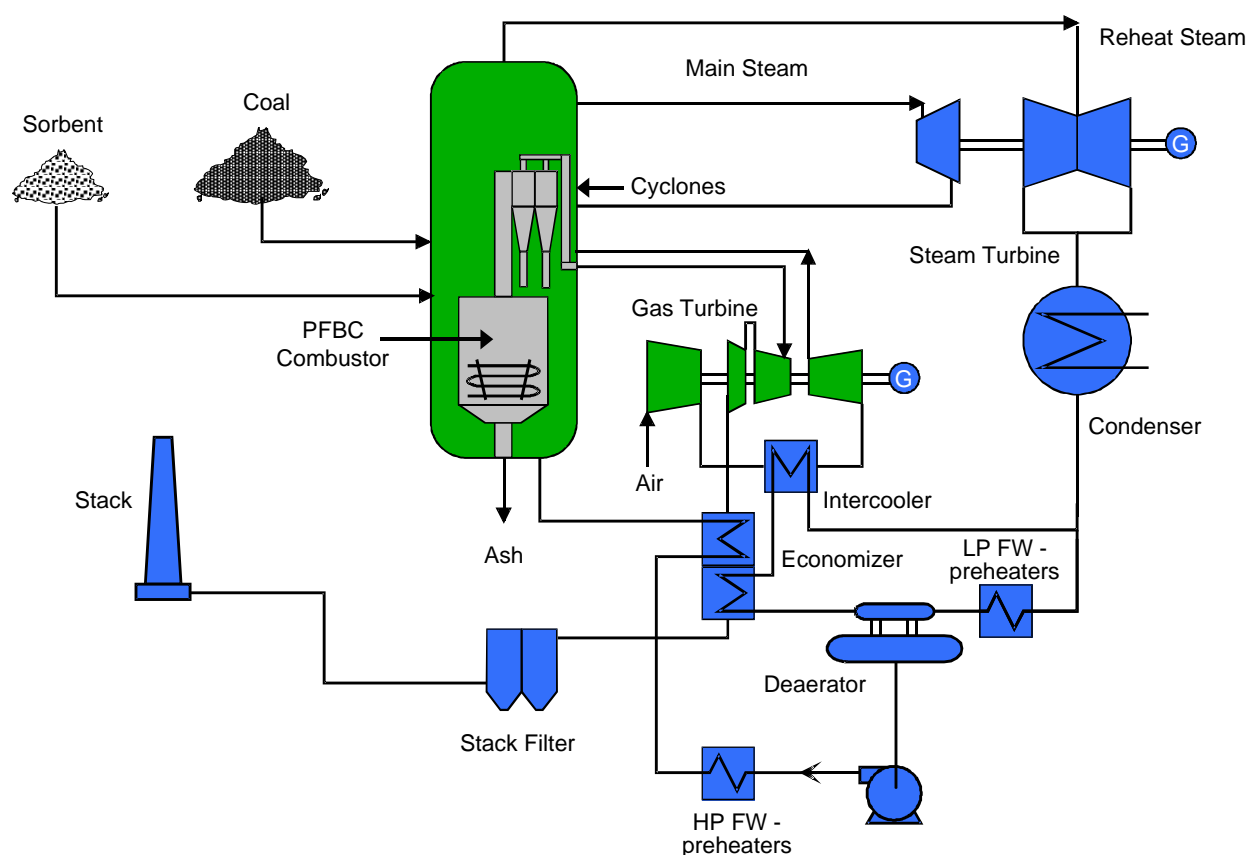 Reheat Steam
Main Steam
Coal
Sorbent
G
Cyclones
Steam Turbine
Gas Turbine
PFBC
Combustor
G
Condenser
Air
Stack
Intercooler
Ash
Economizer
LP FW -
preheaters
Deaerator
Stack Filter
HP FW -
preheaters